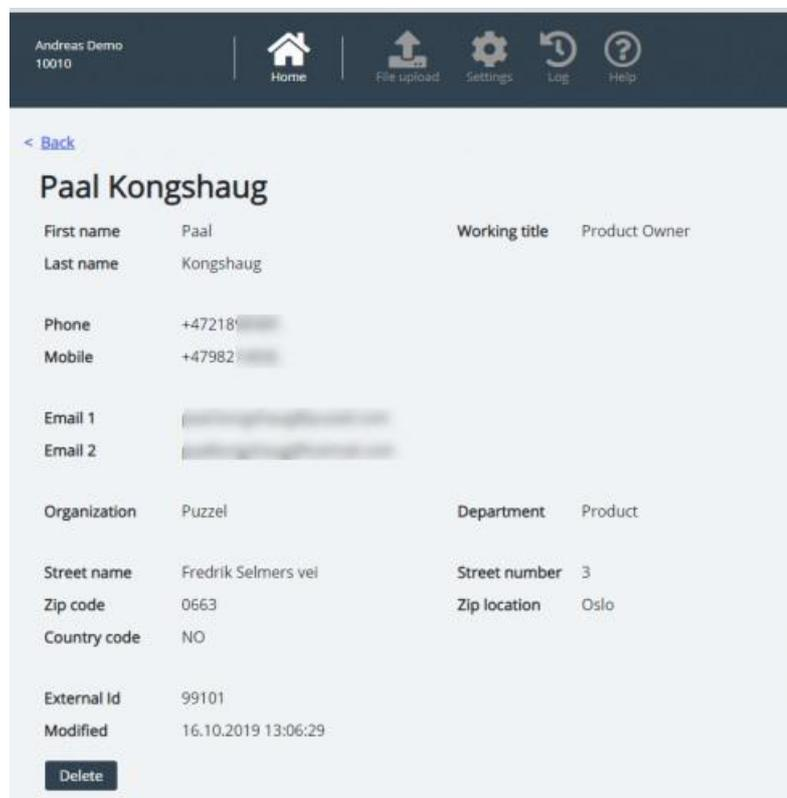 Andreas Demo
10010
Home
File upload
Settings
Log
Help
< Back
Paal Kongshaug
First name Paal Working title Product Owner
Last name Kongshaug
Phone +47218
Mobile +47982
Email 1
Email 2
Organization Puzzel Department Product
Street name Fredrik Selmers vei Street number 3
Zip code 0663 Zip location Oslo
Country code NO
External Id 99101
Modified 16.10.2019 13:06:29
Delete